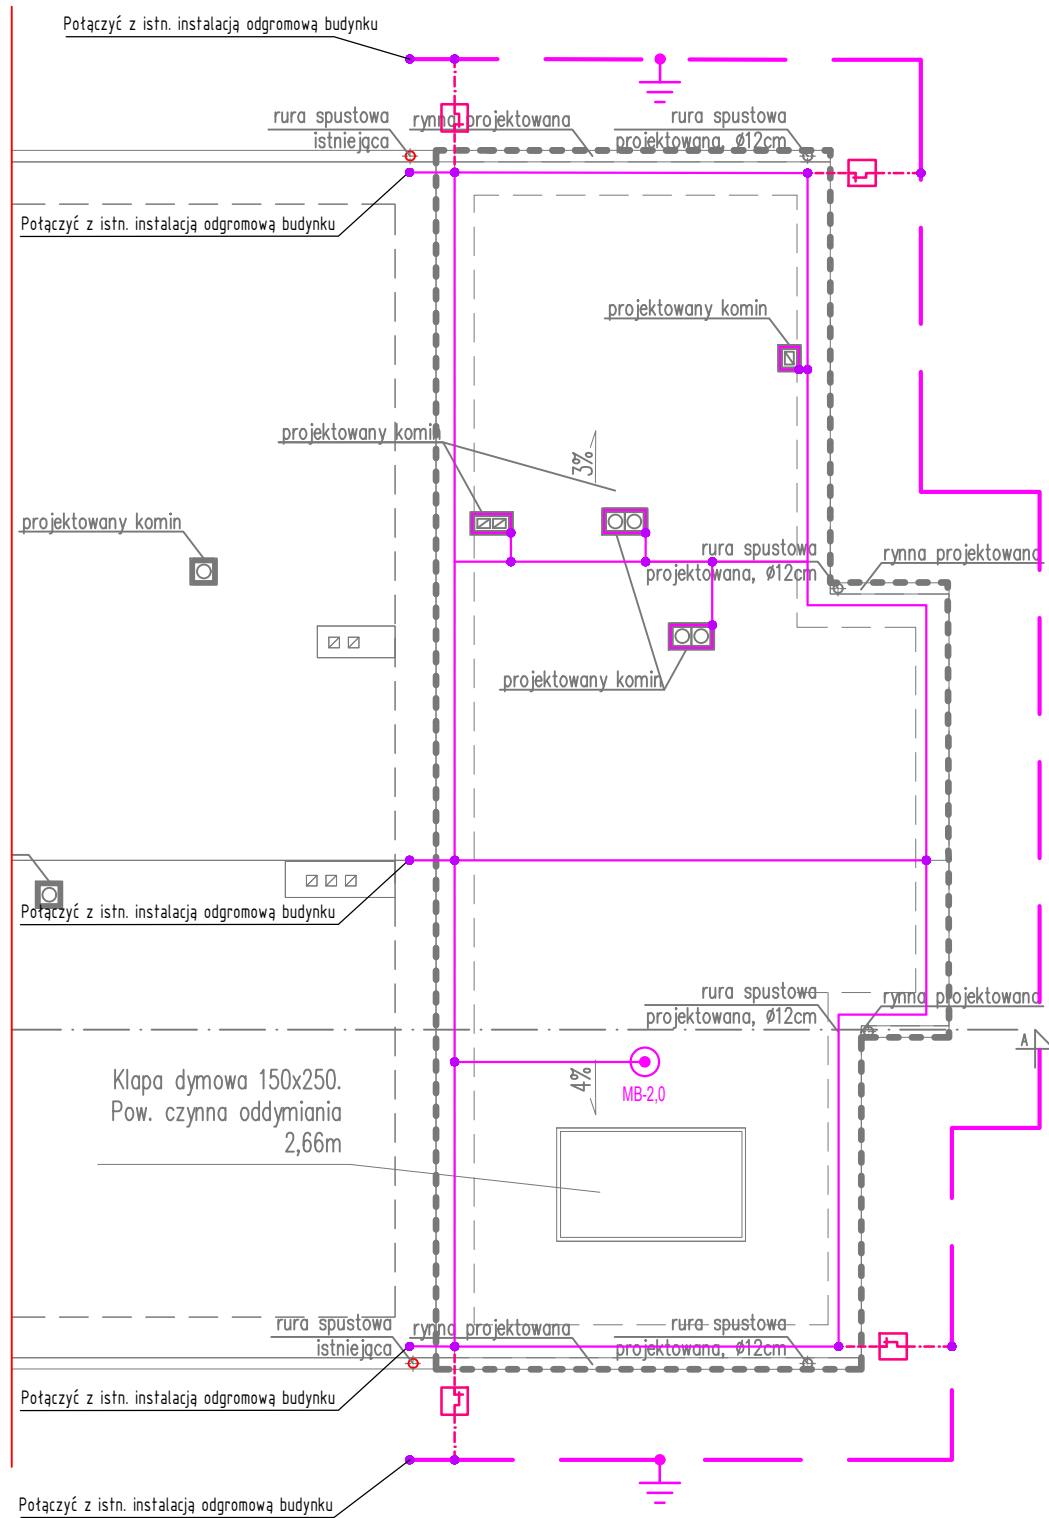 Połączyć z istn. instalacją odgromową budynku
rura spustowa
istniejąca
rynna projektowana
rura spustowa
projektowana, Ø12cm
Połączyć z istn. instalacją odgromową budynku
projektowany komin
projektowany komin
3%
projektowany komin
rura spustowa
projektowana, Ø12cm
rynna projektowana
projektowany komin
Połączyć z istn. instalacją odgromową budynku
rura spustowa
projektowana, Ø12cm
rynna projektowana
A
Klapa dymowa 150x250.
Pow. czynna oddymiania
2,66m
4%
MB-2,0
rura spustowa
istniejąca
rynna projektowana
rura spustowa
projektowana, Ø12cm
Połączyć z istn. instalacją odgromową budynku
Połączyć z istn. instalacją odgromową budynku